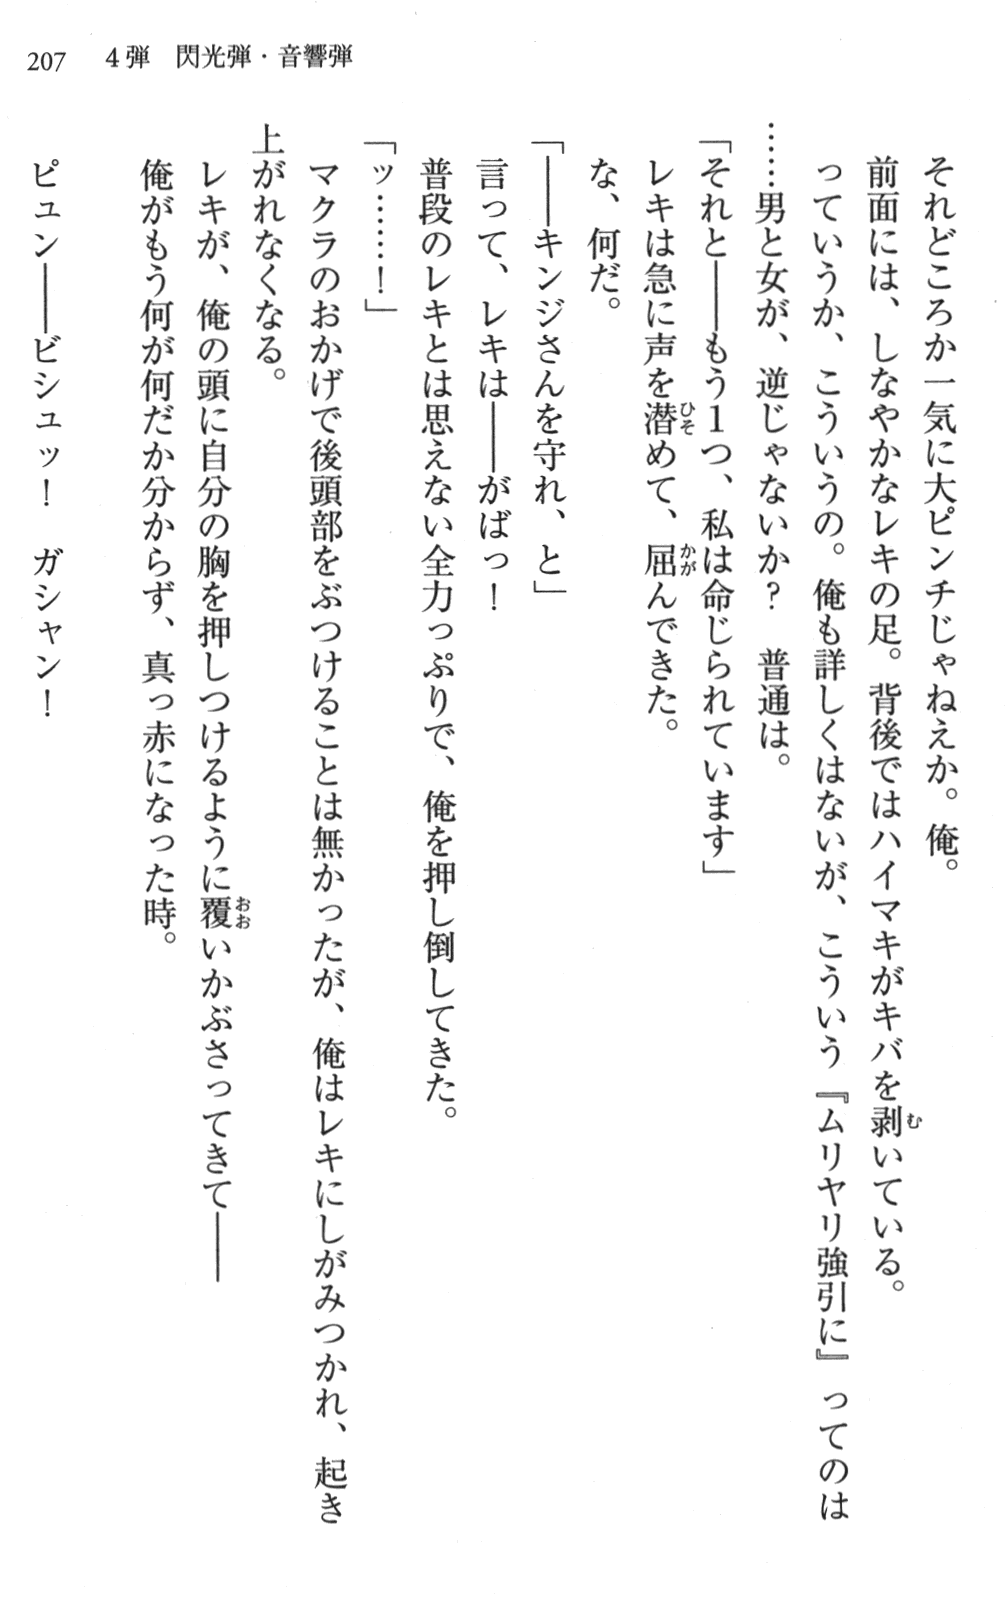 207　４弾　閃光弾・音響弾
それどころか一気に大ピンチじゃねえか。俺。
前面には、しなやかなレキの足。背後ではハイマキがキバを剥いている。
っていうか、こういうの。俺も詳しくはないが、こういう『ムリヤリ強引に』ってのは
……男と女が、逆じゃないか？　普通は。
「それと――もう１つ、私は命じられています」
レキは急に声を潜めて、屈んできた。
な、何だ。
「――キンジさんを守れ、と」
言って、レキは――がばっ！
普段のレキとは思えない全力っぷりで、俺を押し倒してきた。
「ッ……！」
マクラのおかげで後頭部をぶつけることは無かったが、俺はレキにしがみつかれ、起き
上がれなくなる。
レキが、俺の頭に自分の胸を押しつけるように覆いかぶさってきて――
俺がもう何が何だか分からず、真っ赤になった時。
ピュン――ビシュッ！　ガシャン！